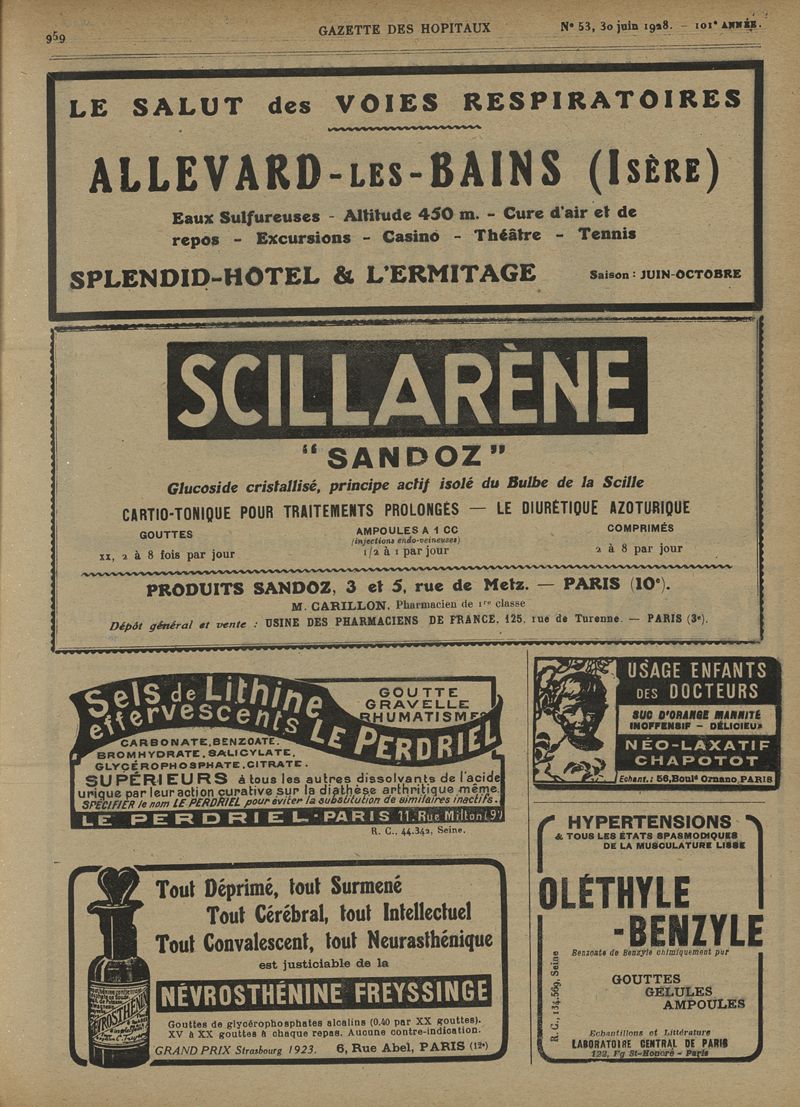 959
GAZETTE DES HOPITAUX
N° 53, 30 juin 1928. — 101e ANNÉE.
LE SALUT des VOIES RESPIRATOIRES
ALLEVARD-LES-BAINS (ISÈRE)
Eaux Sulfureuses - Altitude 450 m. - Cure d'air et de
repos - Excursions - Casino - Théâtre - Tennis
SPLENDID-HOTEL & L'ERMITAGE
Saison : JUIN-OCTOBRE
SCILLARÈNE
"SANDOZ"
Glucoside cristallisé, principe actif isolé du Bulbe de la Scille
CARTIO-TONIQUE POUR TRAITEMENTS PROLONGÉS — LE DIURÉTIQUE AZOTURIQUE
GOUTTES
XX, 2 à 8 fois par jour
AMPOULES A 1 CC
(injections endo-veineuses)
1/2 à 1 par jour
COMPRIMÉS
2 à 8 par jour
PRODUITS SANDOZ, 3 et 5, rue de Metz. — PARIS (10e).
M. CARILLON, Pharmacien de 1re classe
Dépôt général et vente : USINE DES PHARMACIENS DE FRANCE, 125, rue de Turenne. — PARIS (3e).
Sels de Lithine
effervescents LE PERDRIEL
GOUTTE
GRAVELLE
RHUMATISMES
CARBONATE, BENZOATE.
BROMHYDRATE, SALICYLATE,
GLYCÉROPHOSPHATE, CITRATE.
SUPÉRIEURS à tous les autres dissolvants de l'acide
urique par leur action curative sur la diathèse arthritique même.
SPÉCIFIER le nom LE PERDRIEL pour éviter la substitution de similaires inactifs.
LE PERDRIEL - PARIS 11. Rue Milton (9e)
R. C., 44.342, Seine.
USAGE ENFANTS
DES DOCTEURS
SUC D'ORANGE MANNITÉ
INOFFENSIF - DÉLICIEUX
NÉO-LAXATIF
CHAPOTOT
Echant.: 56, Boul^d Ornano, PARIS
Tout Déprimé, tout Surmené
Tout Cérébral, tout Intellectuel
Tout Convalescent, tout Neurasthénique
est justiciable de la
NÉVROSTHÉNINE FREYSSINGE
Gouttes de glycérophosphates alcalins (0.40 par XX gouttes).
XV à XX gouttes à chaque repas. Aucune contre-indication.
GRAND PRIX Strasbourg 1923. 6, Rue Abel, PARIS (12e)
HYPERTENSIONS
& TOUS LES ÉTATS SPASMODIQUES
DE LA MUSCULATURE LISSE
OLÉTHYLE
-BENZYLE
Benzoate de Benzyle chimiquement pur
GOUTTES
GELULES
AMPOULES
R. C., 134.569, Seine
Echantillons et Littérature
LABORATOIRE CENTRAL DE PARIS
122, Fg St-Honoré - Paris